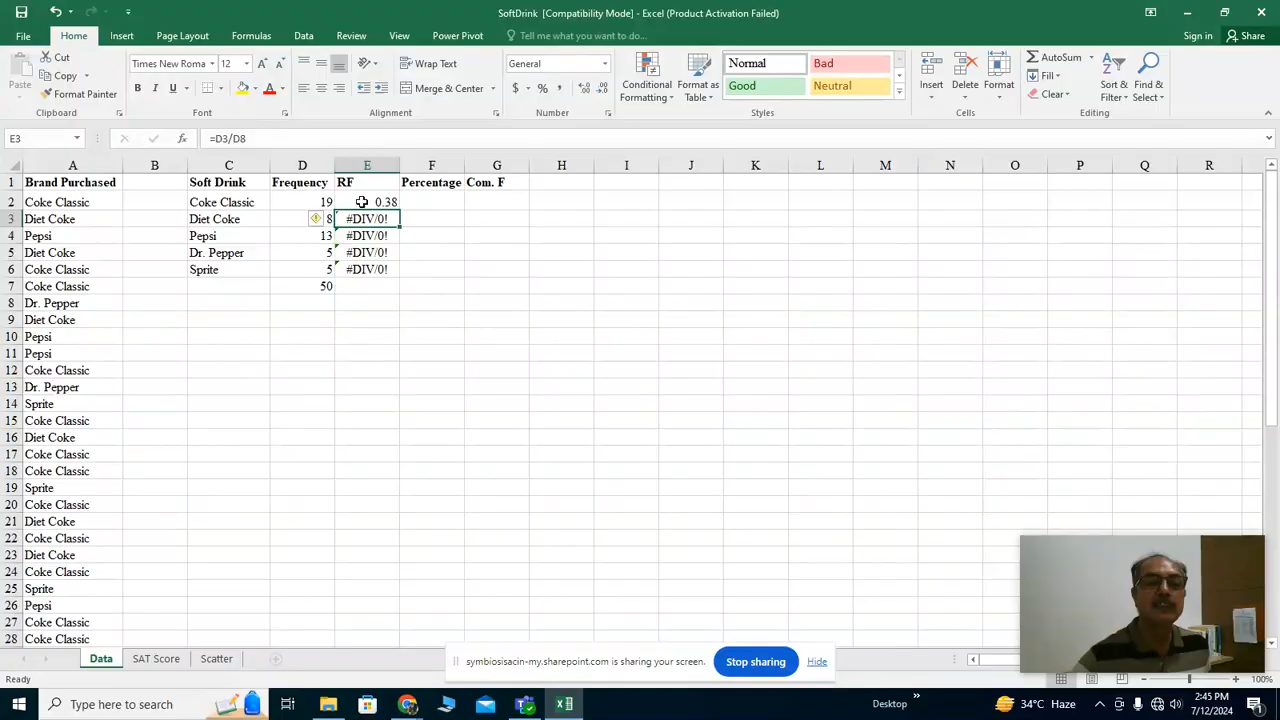 SoftDrink [Compatibility Mode] - Excel (Product Activation Failed)
File Home Insert Page Layout Formulas Data Review View Power Pivot Tell me what you want to do... Sign in Share
Cut
Copy
Format Painter
Paste
Clipboard
Times New Roma
B I U
Font
Wrap Text
Merge & Center
Alignment
General
$ % ,
Number
Conditional Formatting
Format as Table
Normal Bad
Good Neutral
Styles
Insert Delete Format
Cells
AutoSum
Fill
Clear
Sort & Filter
Find & Select
Editing
E3 fx =D3/D8
A B C D E F G H I J K L M N O P Q R
1 Brand Purchased Soft Drink Frequency RF Percentage Com. F
2 Coke Classic Coke Classic 19 0.38
3 Diet Coke Diet Coke 8 #DIV/0!
4 Pepsi Pepsi 13 #DIV/0!
5 Diet Coke Dr. Pepper 5 #DIV/0!
6 Coke Classic Sprite 5 #DIV/0!
7 Coke Classic 50
8 Dr. Pepper
9 Diet Coke
10 Pepsi
11 Pepsi
12 Coke Classic
13 Dr. Pepper
14 Sprite
15 Coke Classic
16 Diet Coke
17 Coke Classic
18 Coke Classic
19 Sprite
20 Coke Classic
21 Diet Coke
22 Coke Classic
23 Diet Coke
24 Coke Classic
25 Sprite
26 Pepsi
27 Coke Classic
28 Coke Classic
Data SAT Score Scatter
symbiosisacin-my.sharepoint.com is sharing your screen. Stop sharing Hide
Ready 100%
Type here to search
Desktop
34°C Haze
2:45 PM
7/12/2024